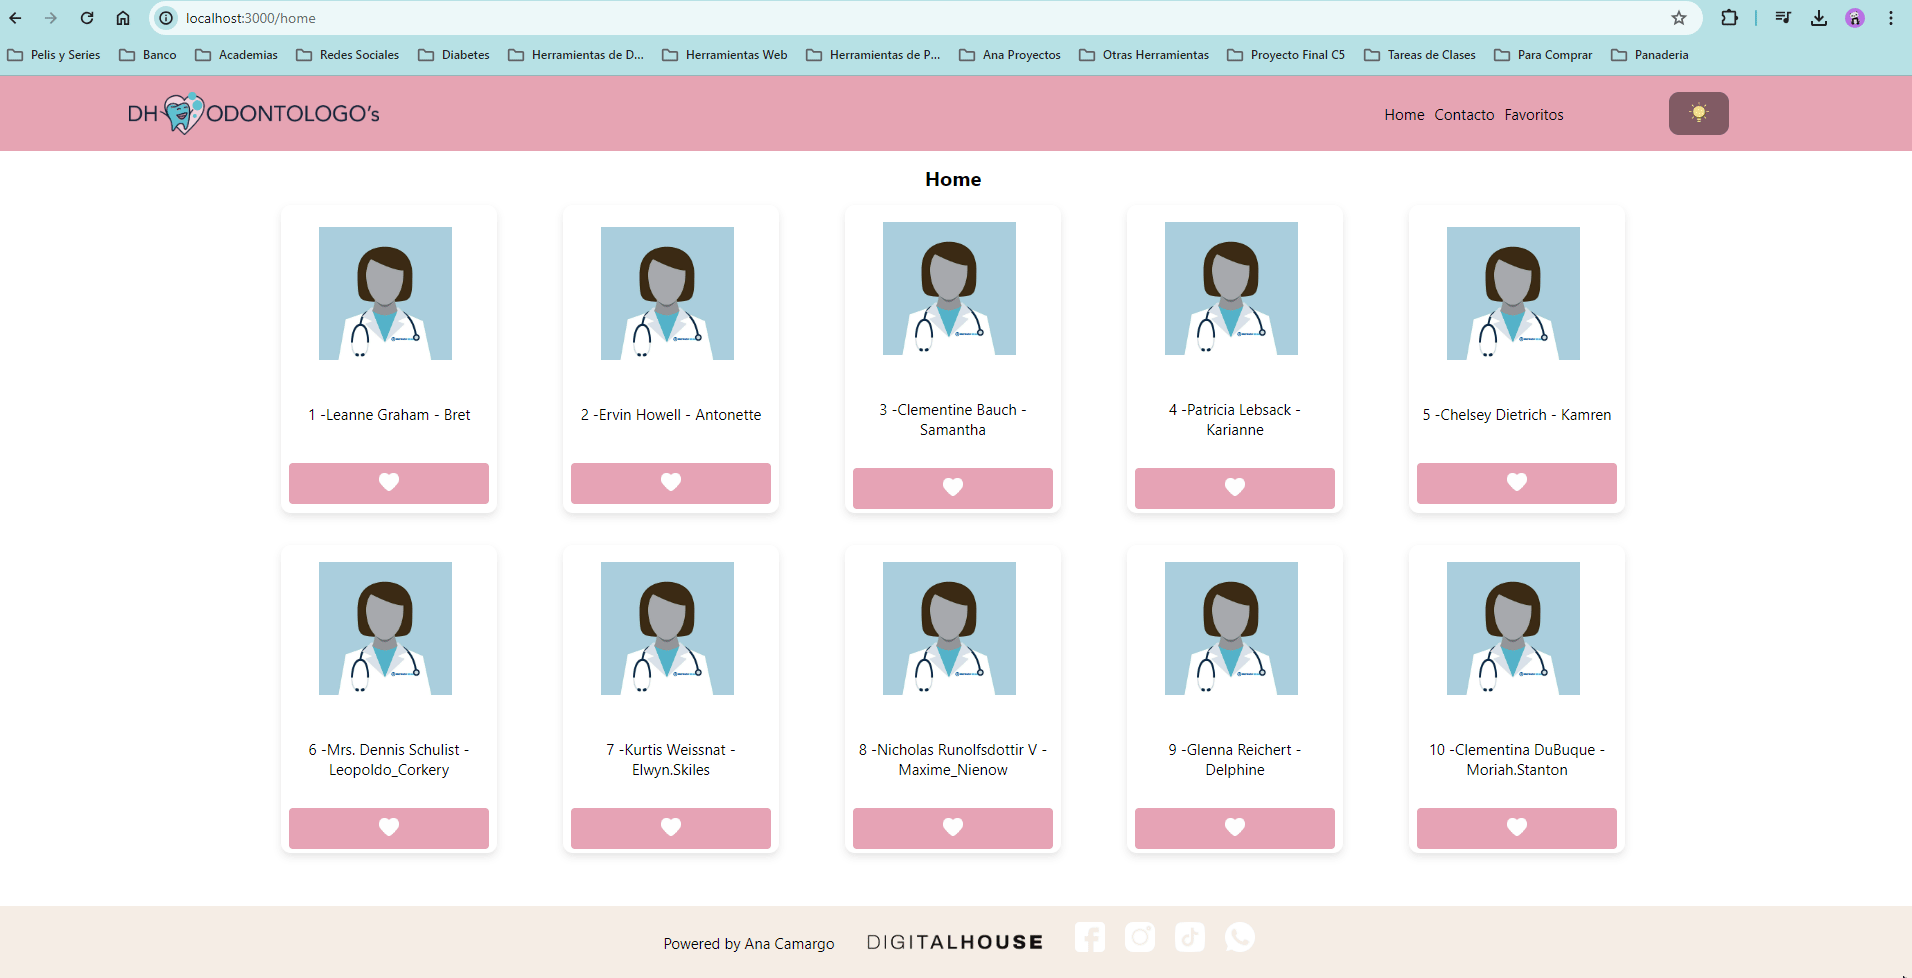 localhost:3000/home
Pelis y Series Banco Academias Redes Sociales Diabetes Herramientas de D... Herramientas Web Herramientas de P... Ana Proyectos Otras Herramientas Proyecto Final C5 Tareas de Clases Para Comprar Panaderia
DH ODONTOLOGO's
Home Contacto Favoritos
Home
1 -Leanne Graham - Bret
2 -Ervin Howell - Antonette
3 -Clementine Bauch -
Samantha
4 -Patricia Lebsack -
Karianne
5 -Chelsey Dietrich - Kamren
6 -Mrs. Dennis Schulist -
Leopoldo_Corkery
7 -Kurtis Weissnat -
Elwyn.Skiles
8 -Nicholas Runolfsdottir V -
Maxime_Nienow
9 -Glenna Reichert -
Delphine
10 -Clementina DuBuque -
Moriah.Stanton
Powered by Ana Camargo DIGITALHOUSE